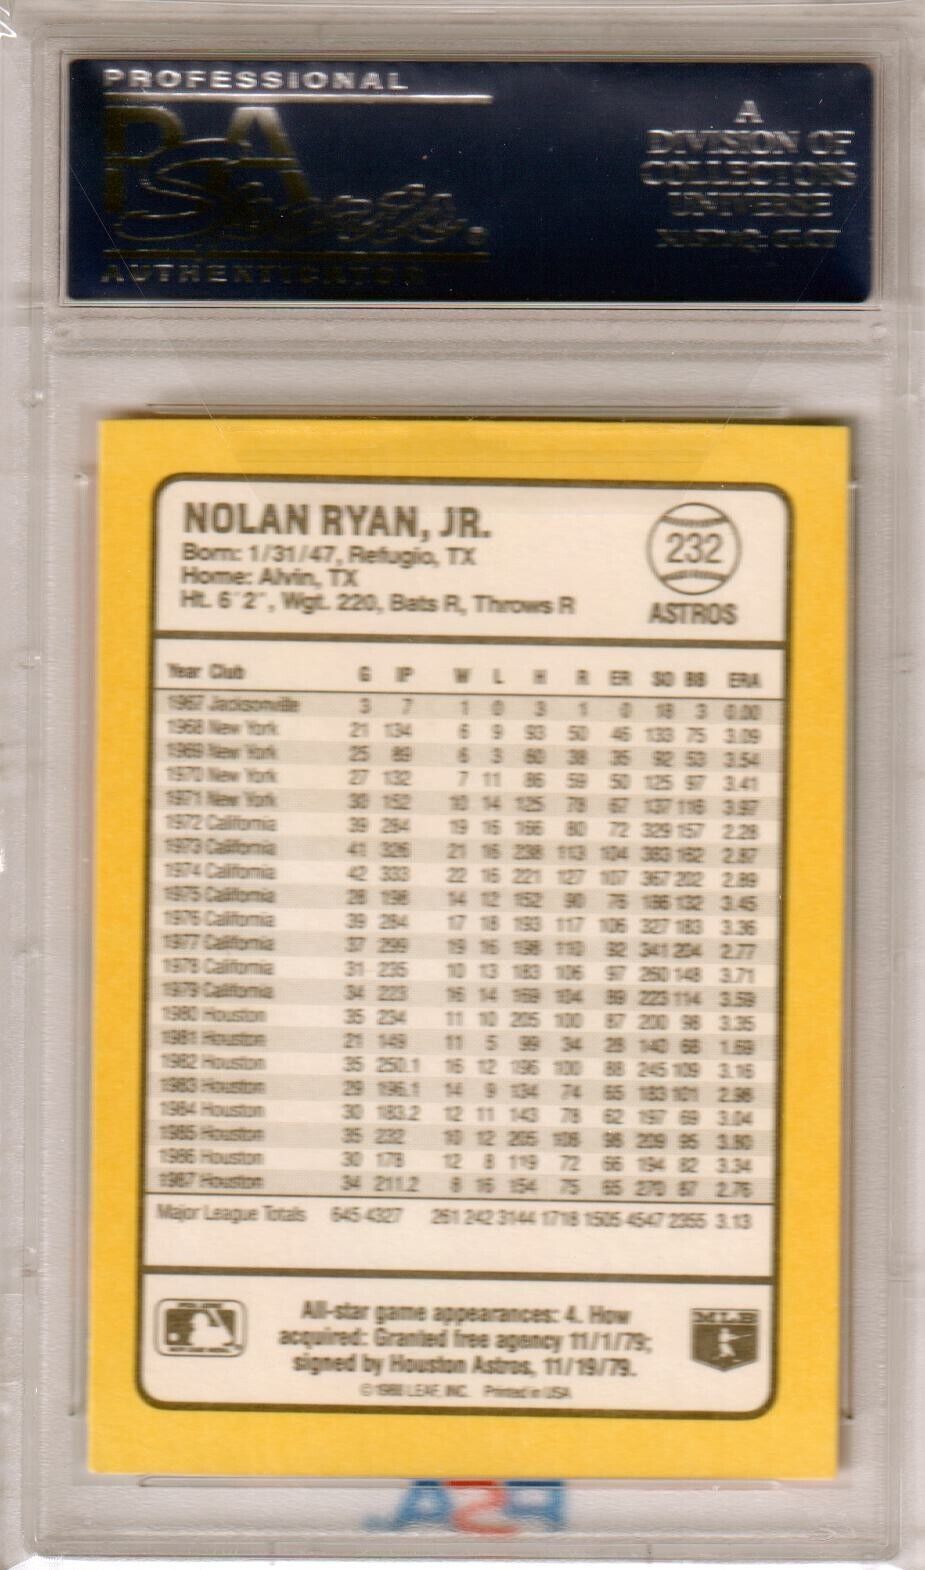 PROFESSIONAL
PSA
Sports
AUTHENTICATOR
A
DIVISION OF
COLLECTORS
UNIVERSE
NASDAQ: CLCT
NOLAN RYAN, JR.
Born: 1/31/47, Refugio, TX
Home: Alvin, TX
Ht. 6'2", Wgt. 220, Bats R, Throws R
232
ASTROS
Year Club G IP W L H R ER SO BB ERA
1967 Jacksonville 3 7 1 0 3 1 0 18 3 0.00
1968 New York 21 134 6 9 93 50 46 133 75 3.09
1969 New York 25 89 6 3 60 38 35 92 53 3.54
1970 New York 27 132 7 11 86 59 50 125 97 3.41
1971 New York 30 152 10 14 125 78 67 137 116 3.97
1972 California 39 284 19 16 166 80 72 329 157 2.28
1973 California 41 326 21 16 238 113 104 383 162 2.87
1974 California 42 333 22 16 221 127 107 367 202 2.89
1975 California 28 198 14 12 152 90 76 186 132 3.45
1976 California 39 284 17 18 193 117 106 327 183 3.36
1977 California 37 299 19 16 198 110 92 341 204 2.77
1978 California 31 235 10 13 183 106 97 260 148 3.71
1979 California 34 223 16 14 169 104 89 223 114 3.59
1980 Houston 35 234 11 10 205 100 87 200 98 3.35
1981 Houston 21 149 11 5 99 34 28 140 68 1.69
1982 Houston 35 250.1 16 12 196 100 88 245 109 3.16
1983 Houston 29 196.1 14 9 134 74 65 183 101 2.98
1984 Houston 30 183.2 12 11 143 78 62 197 69 3.04
1985 Houston 35 232 10 12 205 108 98 209 95 3.80
1986 Houston 30 178 12 8 119 72 66 194 82 3.34
1987 Houston 34 211.2 8 16 154 75 65 270 87 2.76
Major League Totals 645 4327 261 242 3144 1718 1505 4547 2355 3.13
All-star game appearances: 4. How
acquired: Granted free agency 11/1/79;
signed by Houston Astros, 11/19/79.
© 1988 LEAF, INC. Printed in USA
MLB
PSA